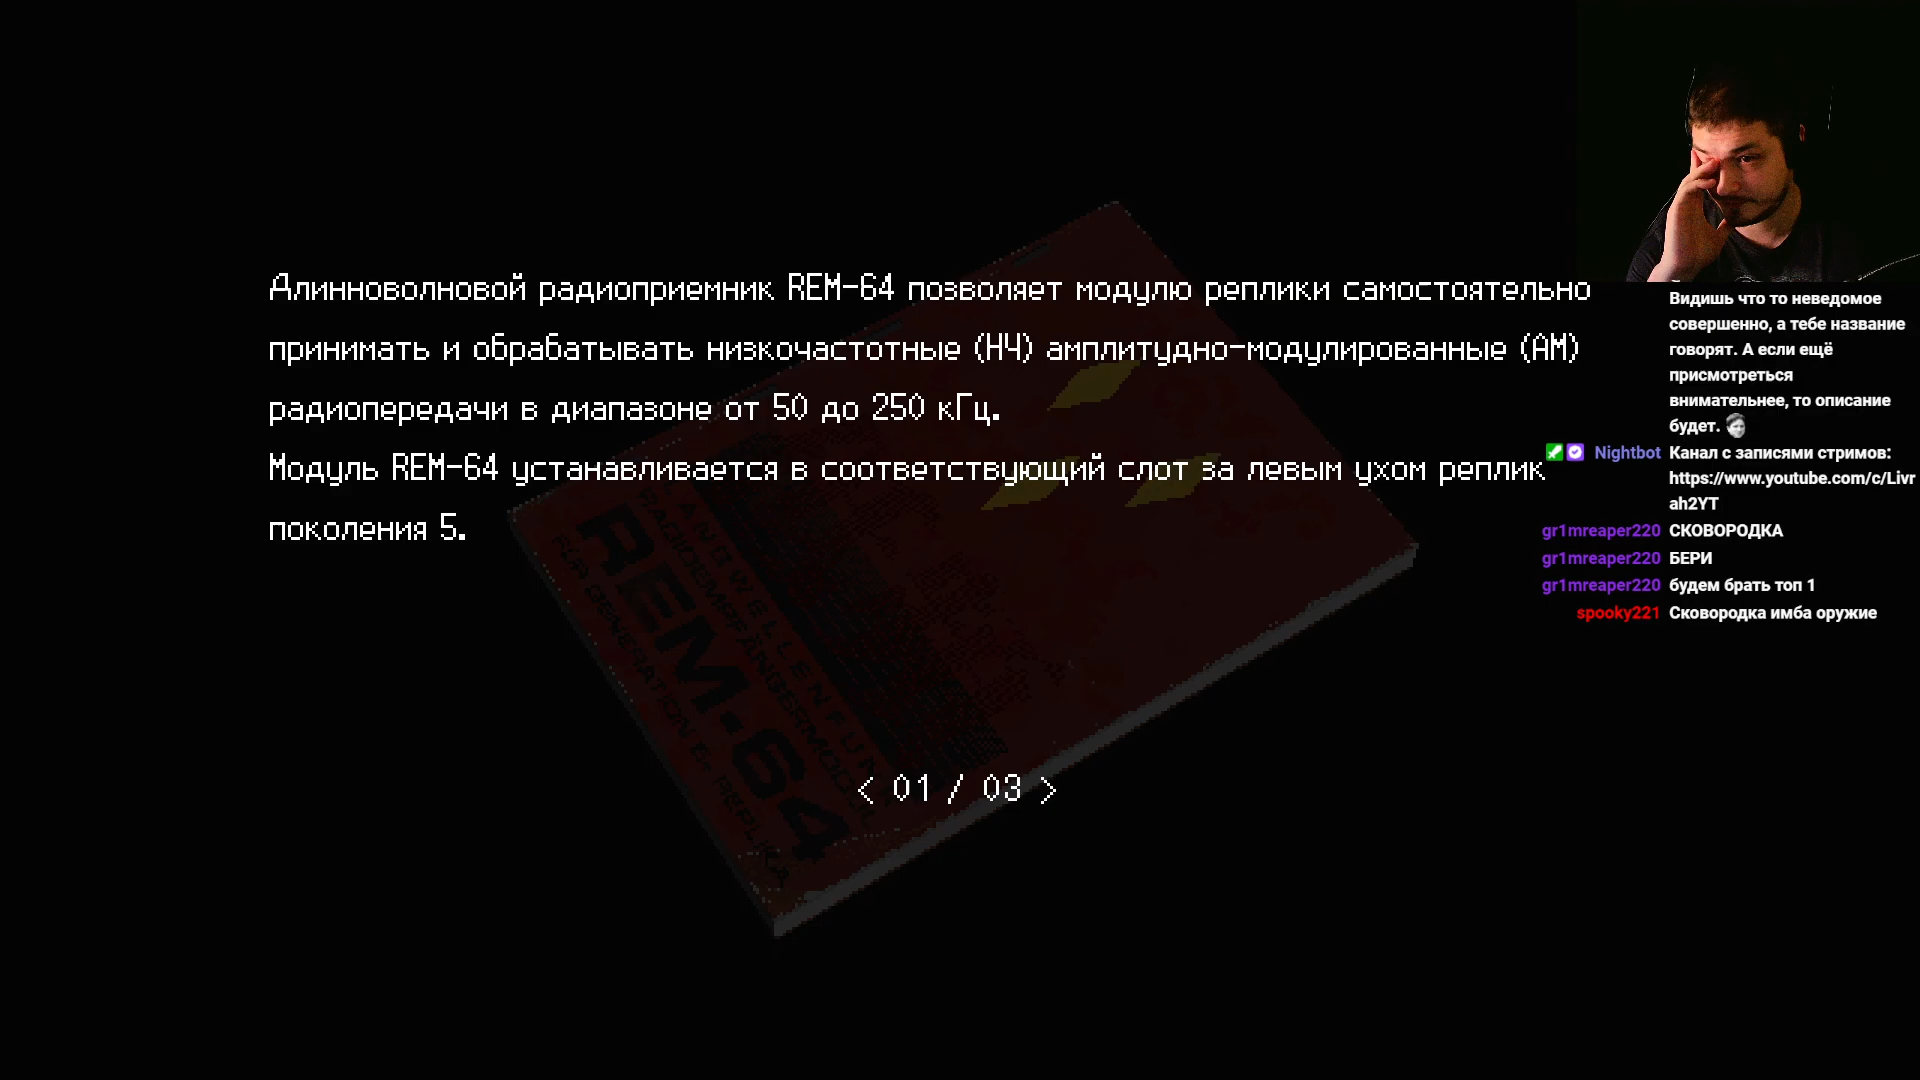 Длинноволновой радиоприемник REM-64 позволяет модулю реплики самостоятельно
принимать и обрабатывать низкочастотные (НЧ) амплитудно-модулированные (АМ)
радиопередачи в диапазоне от 50 до 250 кГц.
Модуль REM-64 устанавливается в соответствующий слот за левым ухом реплик
поколения 5.
REM-64
< 01 / 03 >
Видишь что то неведомое
совершенно, а тебе название
говорят. А если ещё
присмотреться
внимательнее, то описание
будет.
Nightbot Канал с записями стримов:
https://www.youtube.com/c/Livr
ah2YT
gr1mreaper220 СКОВОРОДКА
gr1mreaper220 БЕРИ
gr1mreaper220 будем брать топ 1
spooky221 Сковородка имба оружие